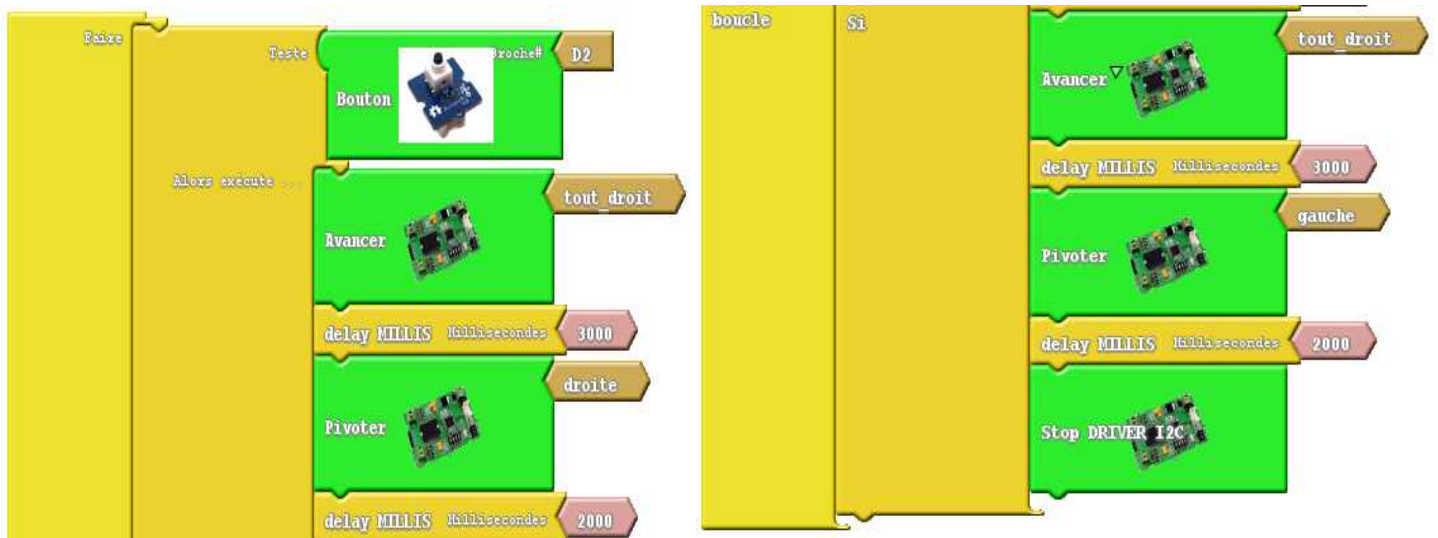 Faire
Teste
Broche#
D2
Bouton
Alors exécute ...
tout_droit
Avancer
delay MILLIS Millisecondes 3000
droite
Pivoter
delay MILLIS Millisecondes 2000
boucle
Si
tout_droit
Avancer
delay MILLIS Millisecondes 3000
gauche
Pivoter
delay MILLIS Millisecondes 2000
Stop DRIVER I2C